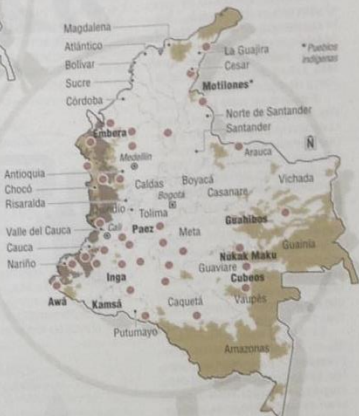 Magdalena
Atlántico
Bolívar
Sucre
Córdoba
La Guajira
Cesar
* Pueblos
indígenas
Motilones*
Norte de Santander
Santander
Embera
Medellín
Arauca
Ñ
Antioquia
Chocó
Risaralda
Caldas
Boyacá
Bogotá
Casanare
Vichada
Tolima
Valle del Cauca
Cali
Paez
Meta
Guahibos
Cauca
Nariño
Guainía
Nukak Maku
Guaviare
Inga
Cubeos
Awá
Kamsá
Caquetá
Vaupés
Putumayo
Amazonas